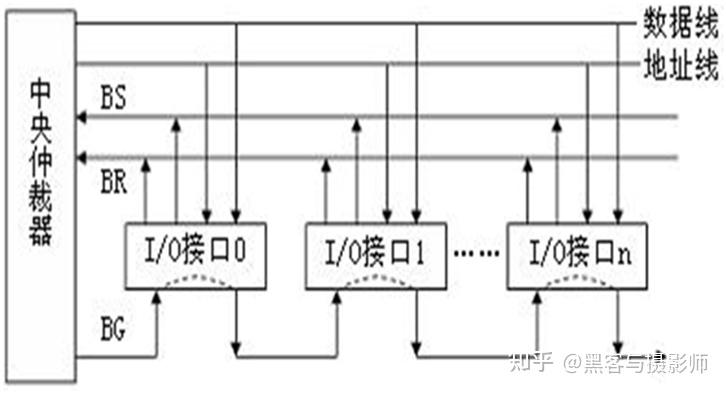 数据线
地址线
BS
BR
中央仲裁器
I/O接口0
I/O接口1
……
I/O接口n
BG
知乎 @黑客与摄影师